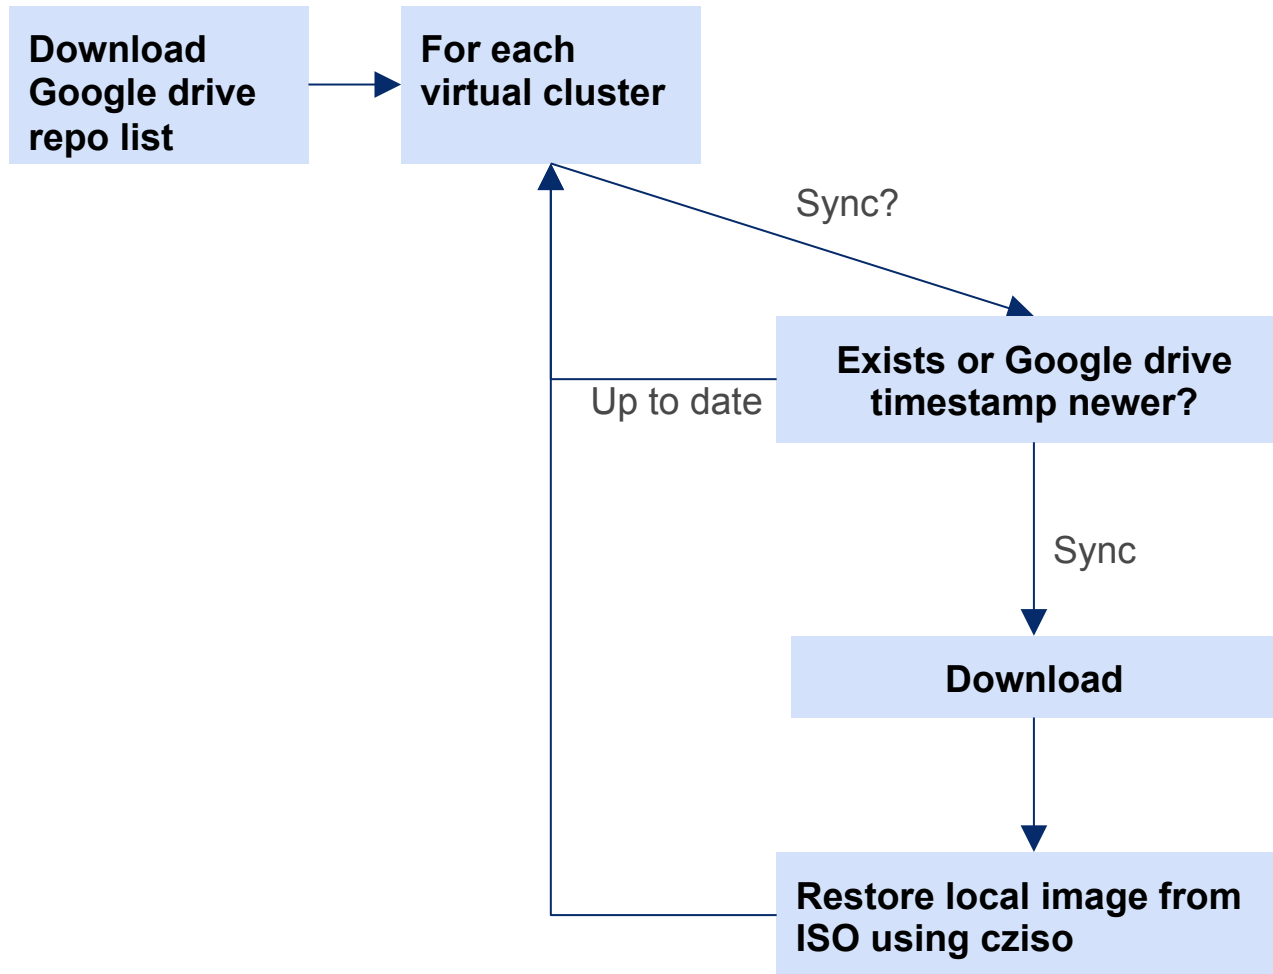 Download
Google drive
repo list
For each
virtual cluster
Sync?
Exists or Google drive
timestamp newer?
Up to date
Sync
Download
Restore local image from
ISO using cziso